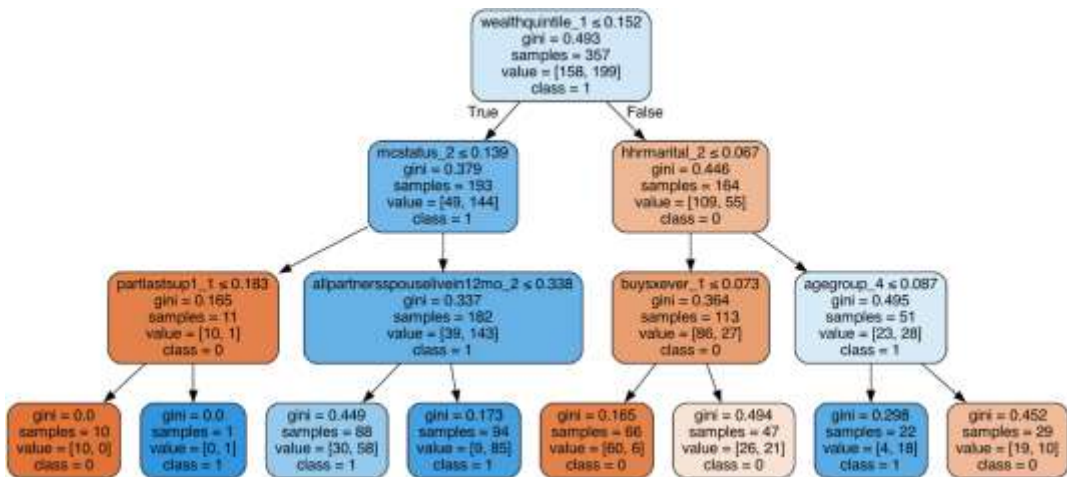 wealthquintile_1 ≤ 0.152
gini = 0.493
samples = 357
value = [158, 199]
class = 1
True
False
mcstatus_2 ≤ 0.139
gini = 0.379
samples = 193
value = [49, 144]
class = 1
hhrmarital_2 ≤ 0.067
gini = 0.446
samples = 164
value = [109, 55]
class = 0
partlastsup1_1 ≤ 0.183
gini = 0.165
samples = 11
value = [10, 1]
class = 0
allpartnersspouselivein12mo_2 ≤ 0.338
gini = 0.337
samples = 182
value = [39, 143]
class = 1
buysxever_1 ≤ 0.073
gini = 0.364
samples = 113
value = [86, 27]
class = 0
agegroup_4 ≤ 0.087
gini = 0.495
samples = 51
value = [23, 28]
class = 1
gini = 0.0
samples = 10
value = [10, 0]
class = 0
gini = 0.0
samples = 1
value = [0, 1]
class = 1
gini = 0.449
samples = 88
value = [30, 58]
class = 1
gini = 0.173
samples = 94
value = [9, 85]
class = 1
gini = 0.165
samples = 66
value = [60, 6]
class = 0
gini = 0.494
samples = 47
value = [26, 21]
class = 0
gini = 0.298
samples = 22
value = [4, 18]
class = 1
gini = 0.452
samples = 29
value = [19, 10]
class = 0